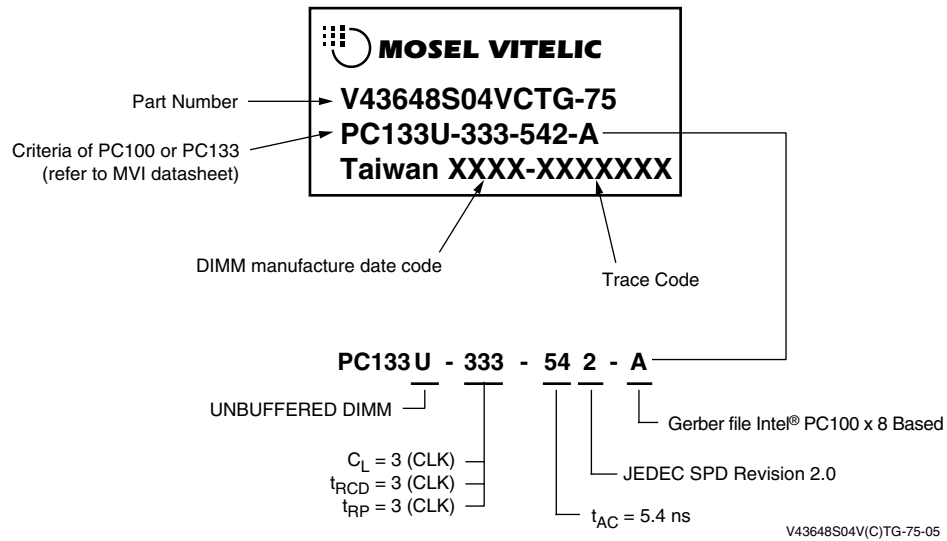 MOSEL VITELIC
Part Number
V43648S04VCTG-75
Criteria of PC100 or PC133
(refer to MVI datasheet)
PC133U-333-542-A
Taiwan XXXX-XXXXXXX
DIMM manufacture date code
Trace Code
PC133 U - 333 - 54 2 - A
UNBUFFERED DIMM
Gerber file Intel® PC100 x 8 Based
CL = 3 (CLK)
tRCD = 3 (CLK)
tRP = 3 (CLK)
JEDEC SPD Revision 2.0
tAC = 5.4 ns
V43648S04V(C)TG-75-05